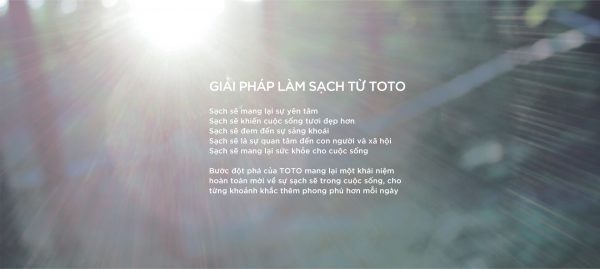 GIẢI PHÁP LÀM SẠCH TỪ TOTO
Sạch sẽ mang lại sự yên tâm
Sạch sẽ khiến cuộc sống tươi đẹp hơn
Sạch sẽ đem đến sự sảng khoái
Sạch sẽ là sự quan tâm đến con người và xã hội
Sạch sẽ mang lại sức khỏe cho cuộc sống
Bước đột phá của TOTO mang lại một khái niệm
hoàn toàn mới về sự sạch sẽ trong cuộc sống, cho
từng khoảnh khắc thêm phong phú hơn mỗi ngày